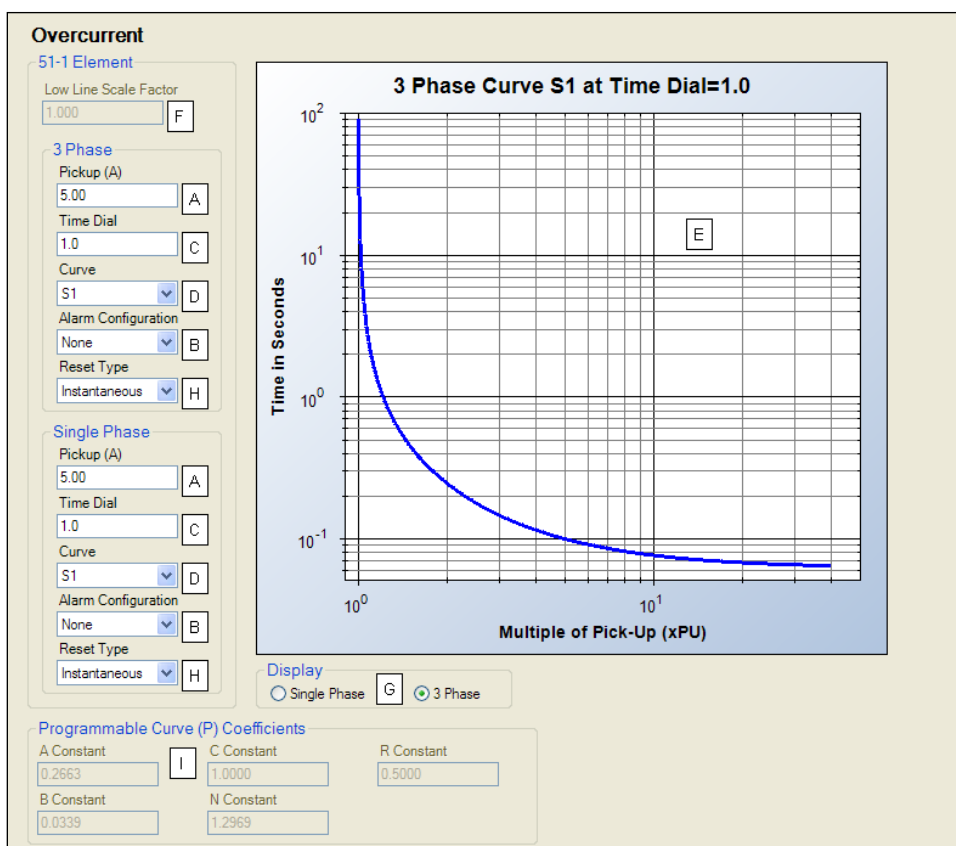 Overcurrent
51-1 Element
Low Line Scale Factor
1.000
F
3 Phase
Pickup (A)
5.00
A
Time Dial
1.0
C
Curve
S1
D
Alarm Configuration
None
B
Reset Type
Instantaneous
H
Single Phase
Pickup (A)
5.00
A
Time Dial
1.0
C
Curve
S1
D
Alarm Configuration
None
B
Reset Type
Instantaneous
H
3 Phase Curve S1 at Time Dial=1.0
Time in Seconds
10²
10¹
10⁰
10⁻¹
E
10⁰ 10¹
Multiple of Pick-Up (xPU)
Display
Single Phase G 3 Phase
Programmable Curve (P) Coefficients
A Constant C Constant R Constant
0.2663 I 1.0000 0.5000
B Constant N Constant
0.0339 1.2969